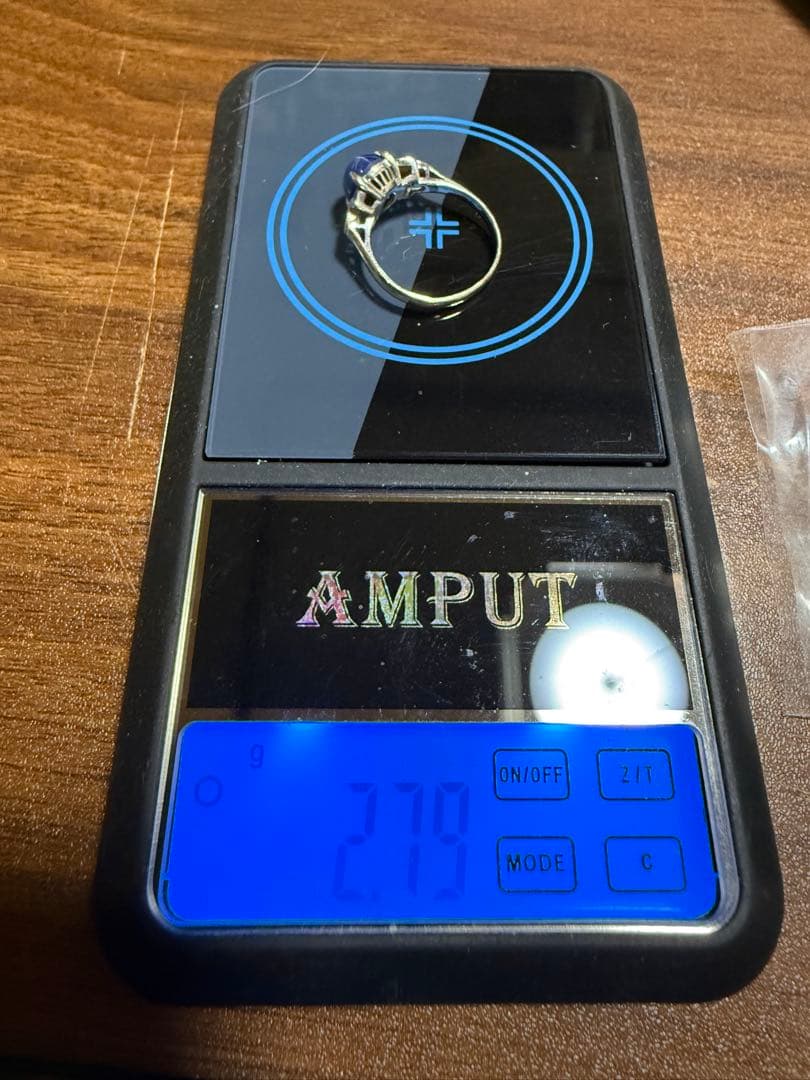 AMPUT
g
ON/OFF
Z/T
2.79
MODE
C